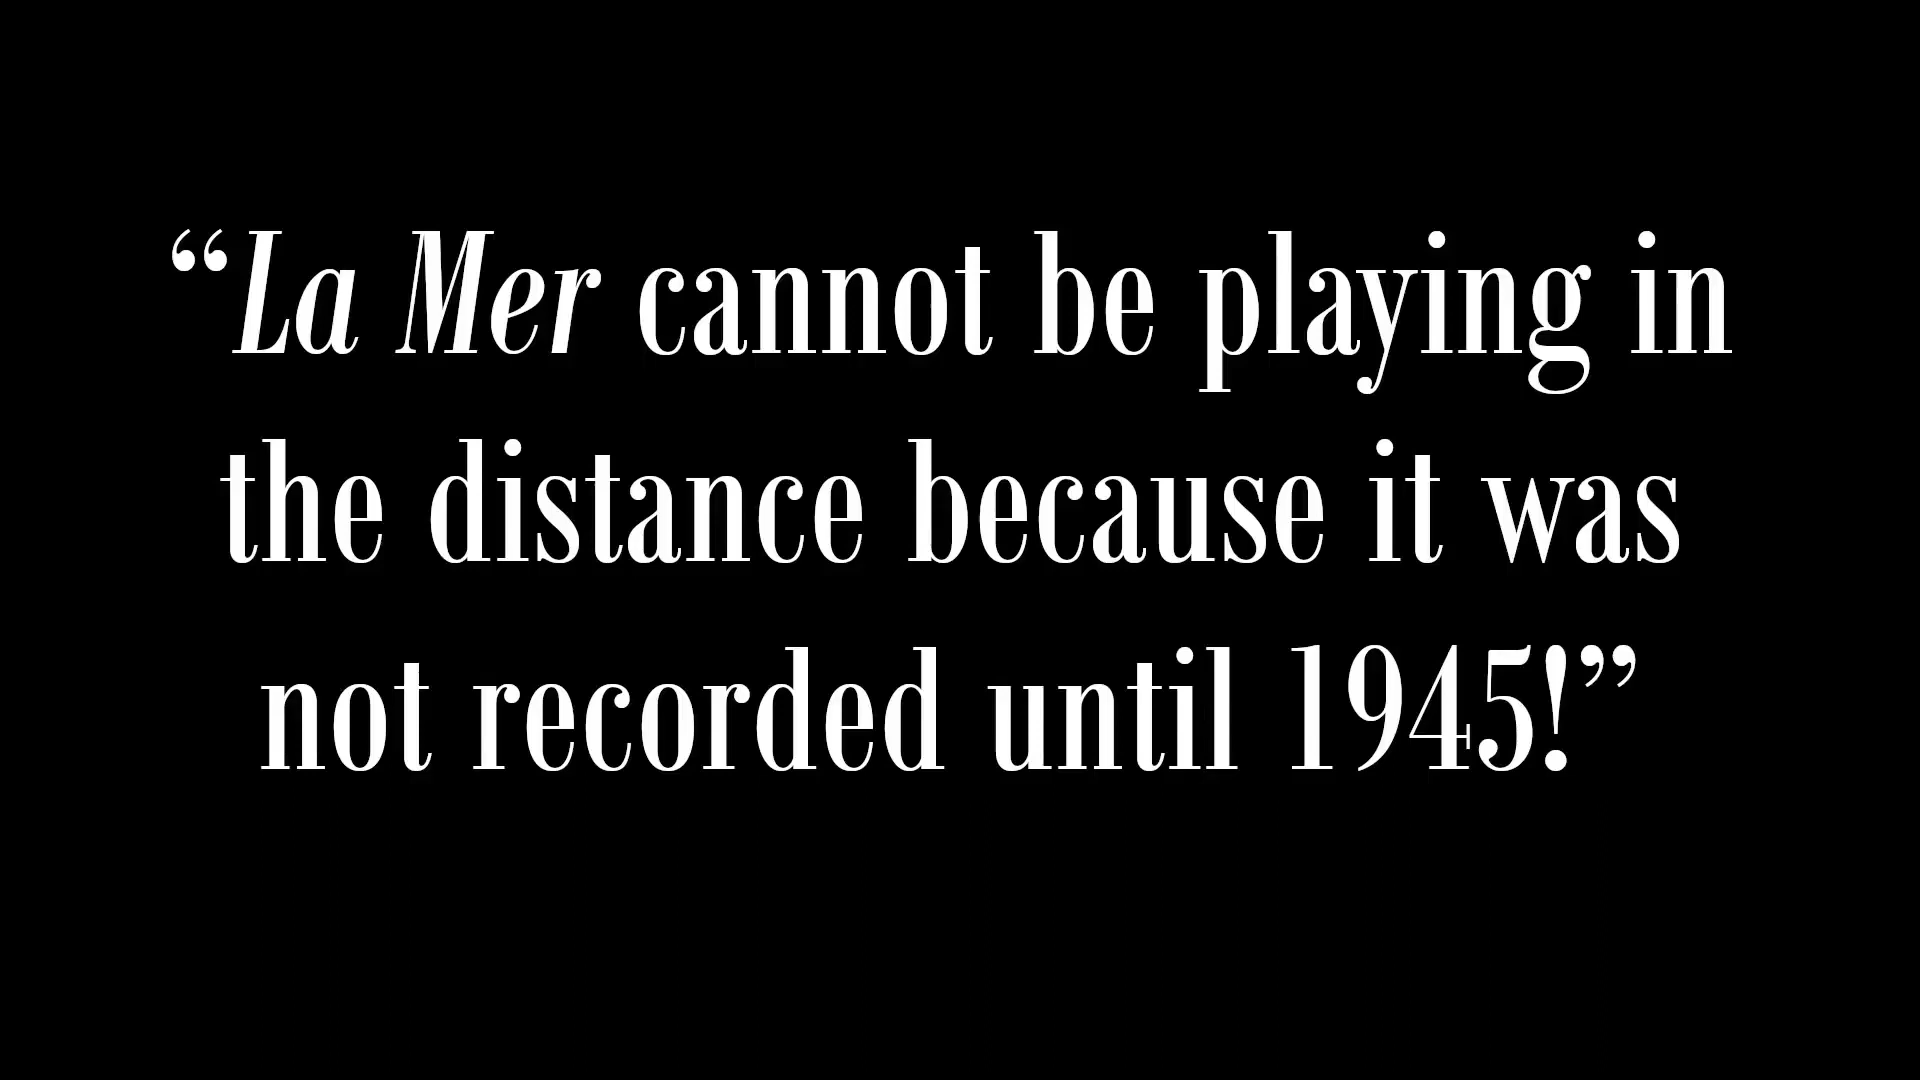 “La Mer cannot be playing in
the distance because it was
not recorded until 1945!”